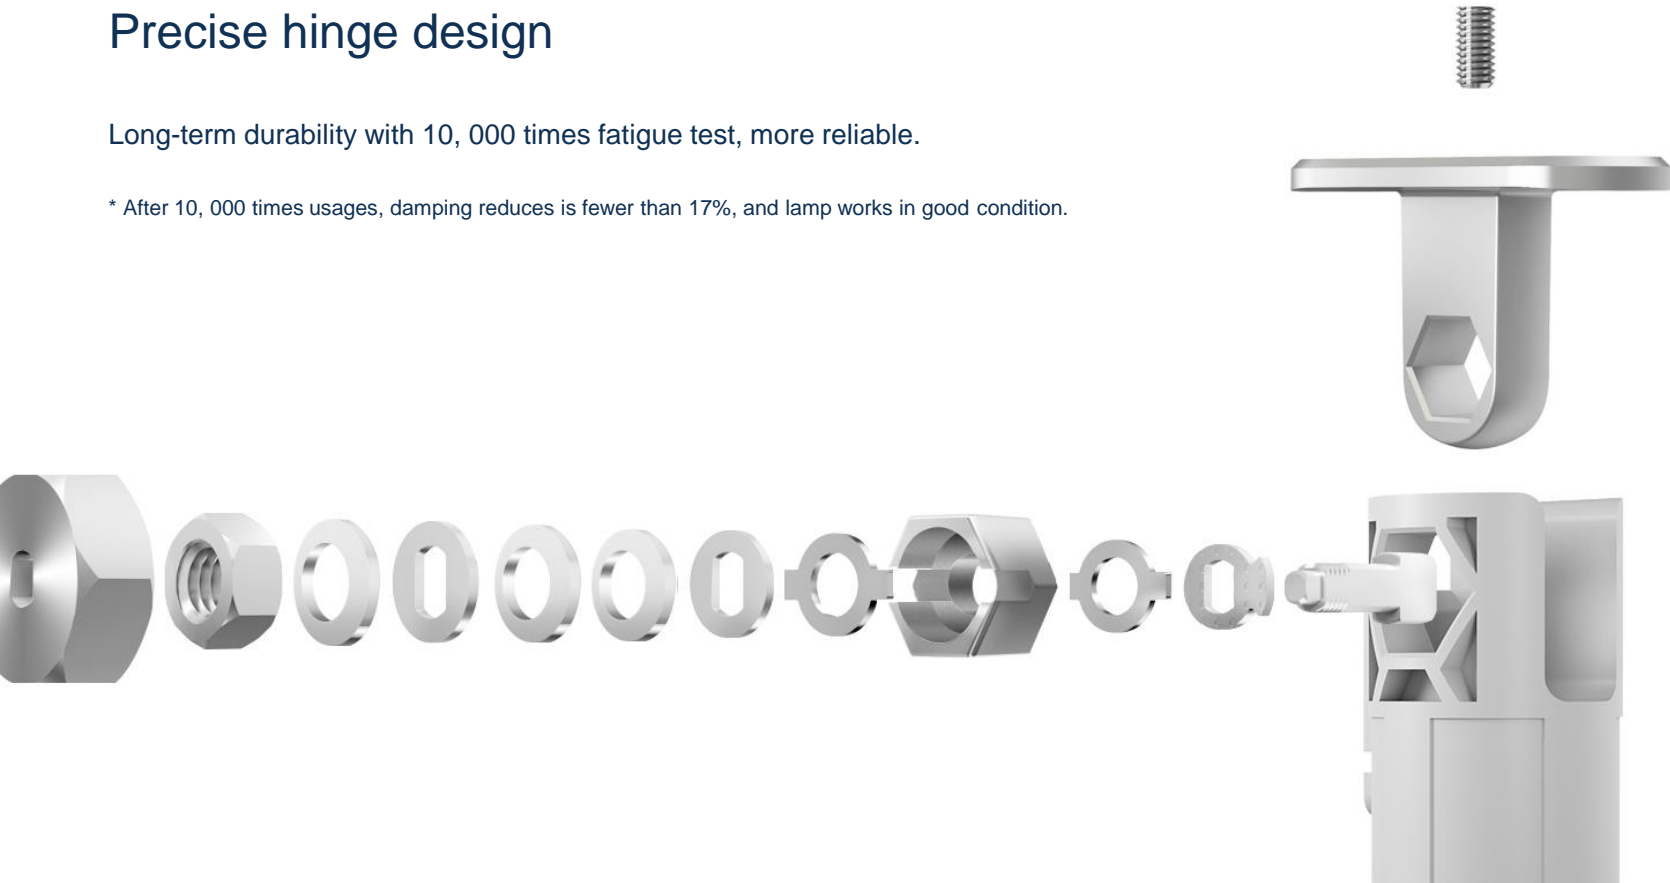 Precise hinge design
Long-term durability with 10, 000 times fatigue test, more reliable.
* After 10, 000 times usages, damping reduces is fewer than 17%, and lamp works in good condition.